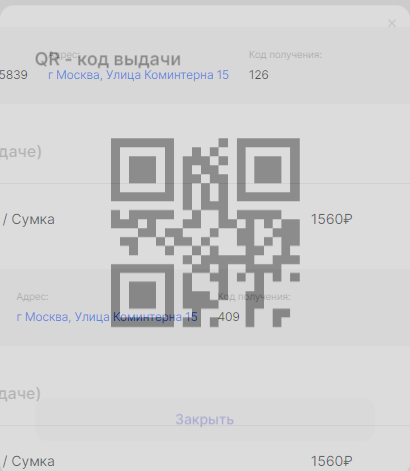 ×
Адрес: Код получения:
QR - код выдачи
5839 г Москва, Улица Коминтерна 15 126
даче)
/ Сумка 1560₽
Адрес: Код получения:
г Москва, Улица Коминтерна 15 409
даче)
Закрыть
/ Сумка 1560₽